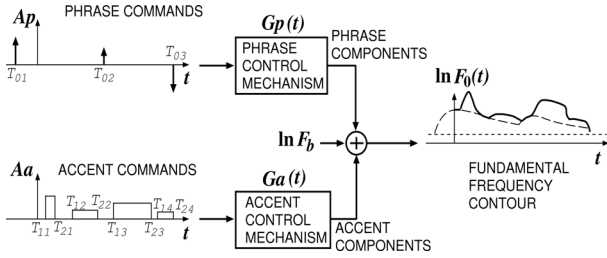 Ap PHRASE COMMANDS
T01 T02 T03 t
Gp(t)
PHRASE
CONTROL
MECHANISM
PHRASE
COMPONENTS
ln F0(t)
t
ln Fb
+
FUNDAMENTAL
FREQUENCY
CONTOUR
Aa ACCENT COMMANDS
T12 T22 T14 T24
T11 T21 T13 T23 t
Ga(t)
ACCENT
CONTROL
MECHANISM
ACCENT
COMPONENTS